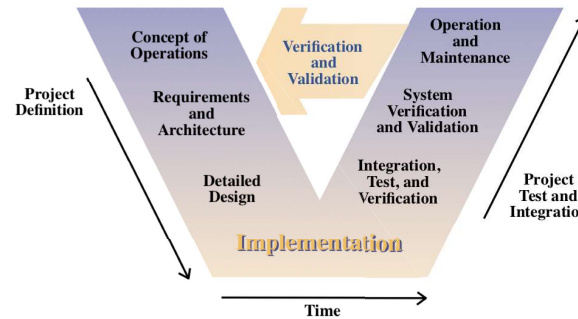 Concept of
Operations
Verification
and
Validation
Operation
and
Maintenance
Project
Definition
Requirements
and
Architecture
System
Verification
and Validation
Detailed
Design
Integration,
Test, and
Verification
Project
Test and
Integration
Implementation
Time